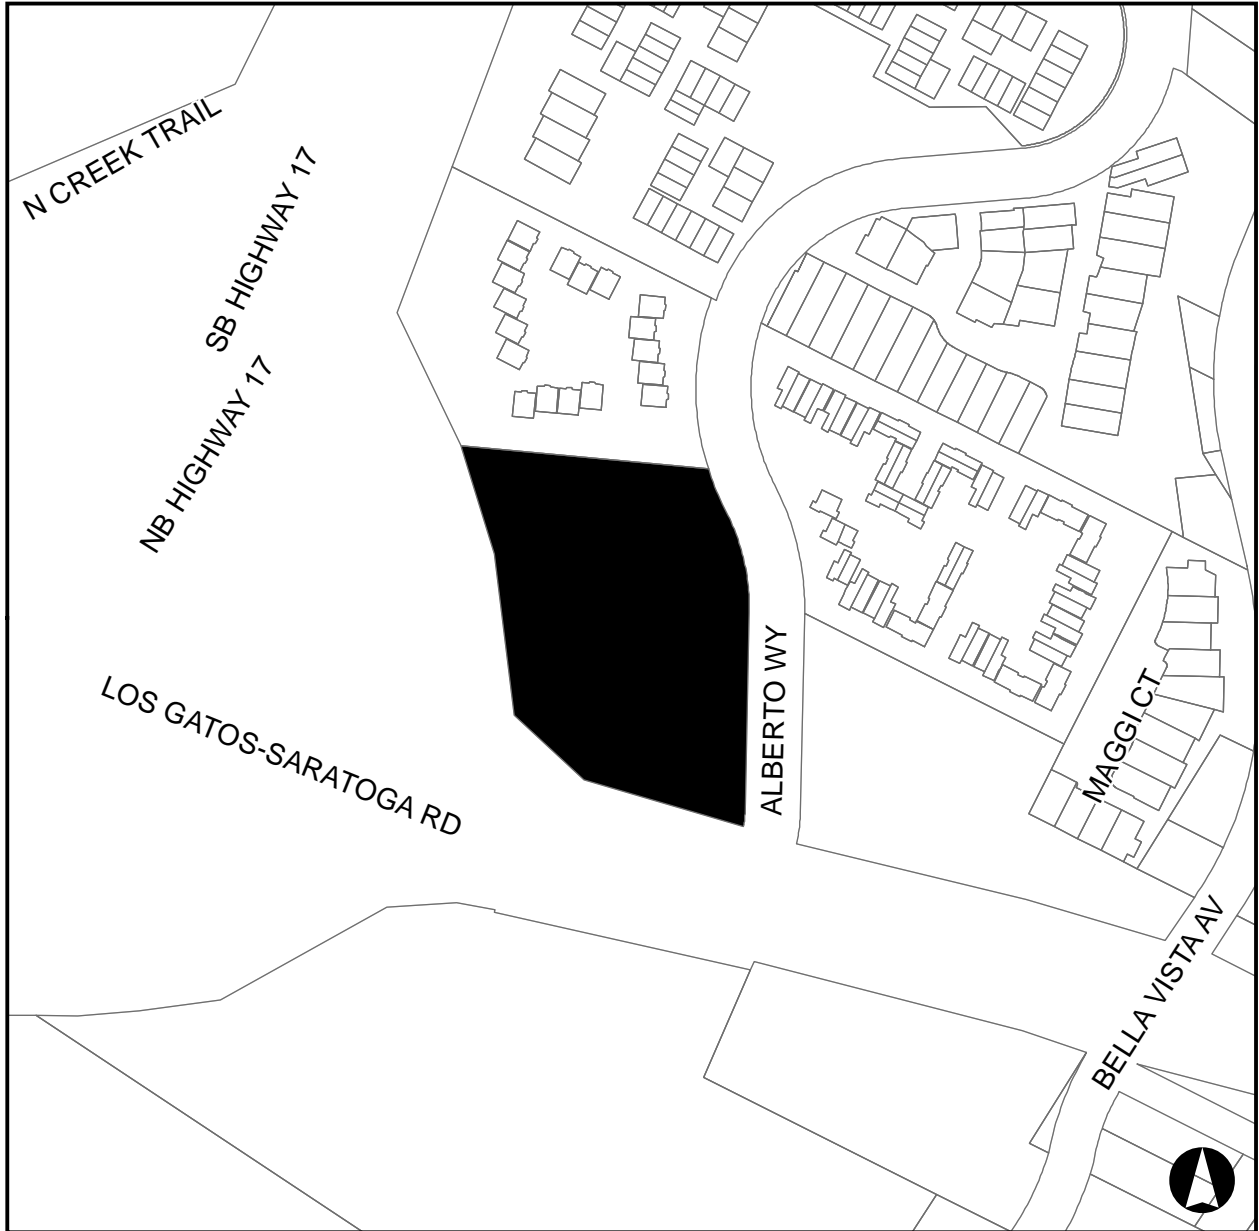 N CREEK TRAIL
SB HIGHWAY 17
NB HIGHWAY 17
LOS GATOS-SARATOGA RD
ALBERTO WY
MAGGI CT
BELLA VISTA AV